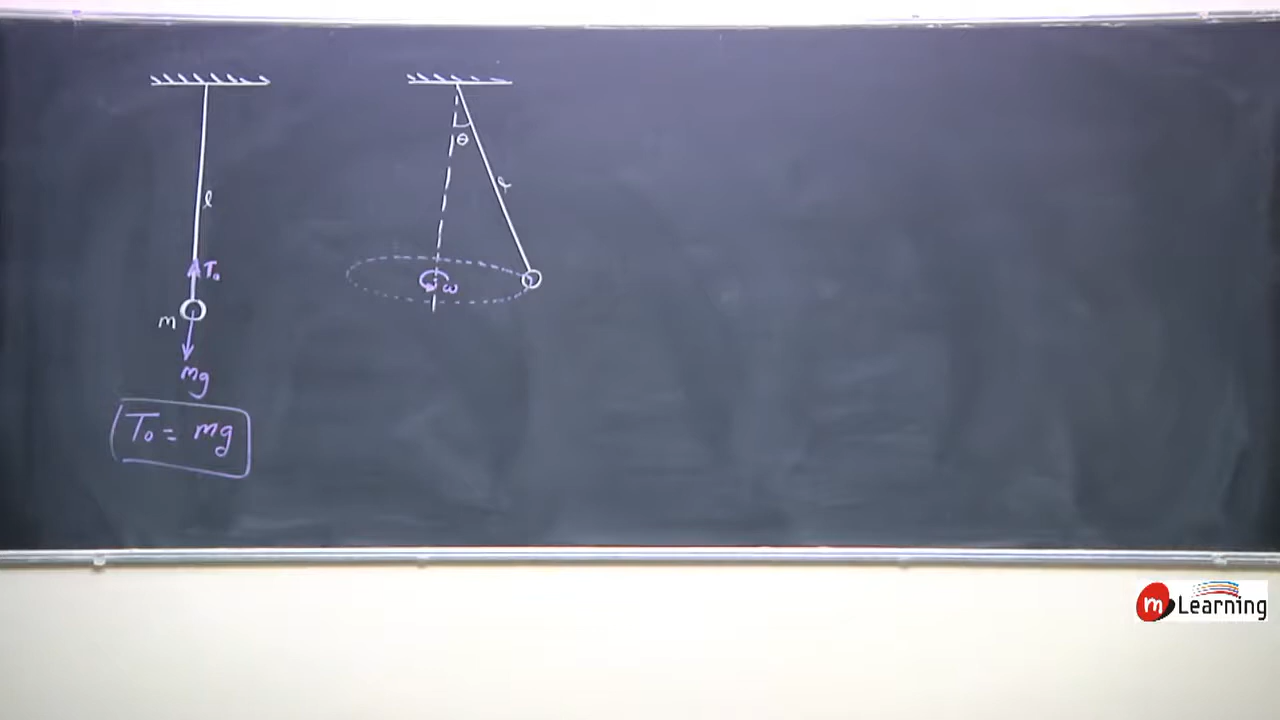 l
T₀
m
mg
T₀ = mg
θ
l
ω
m Learning